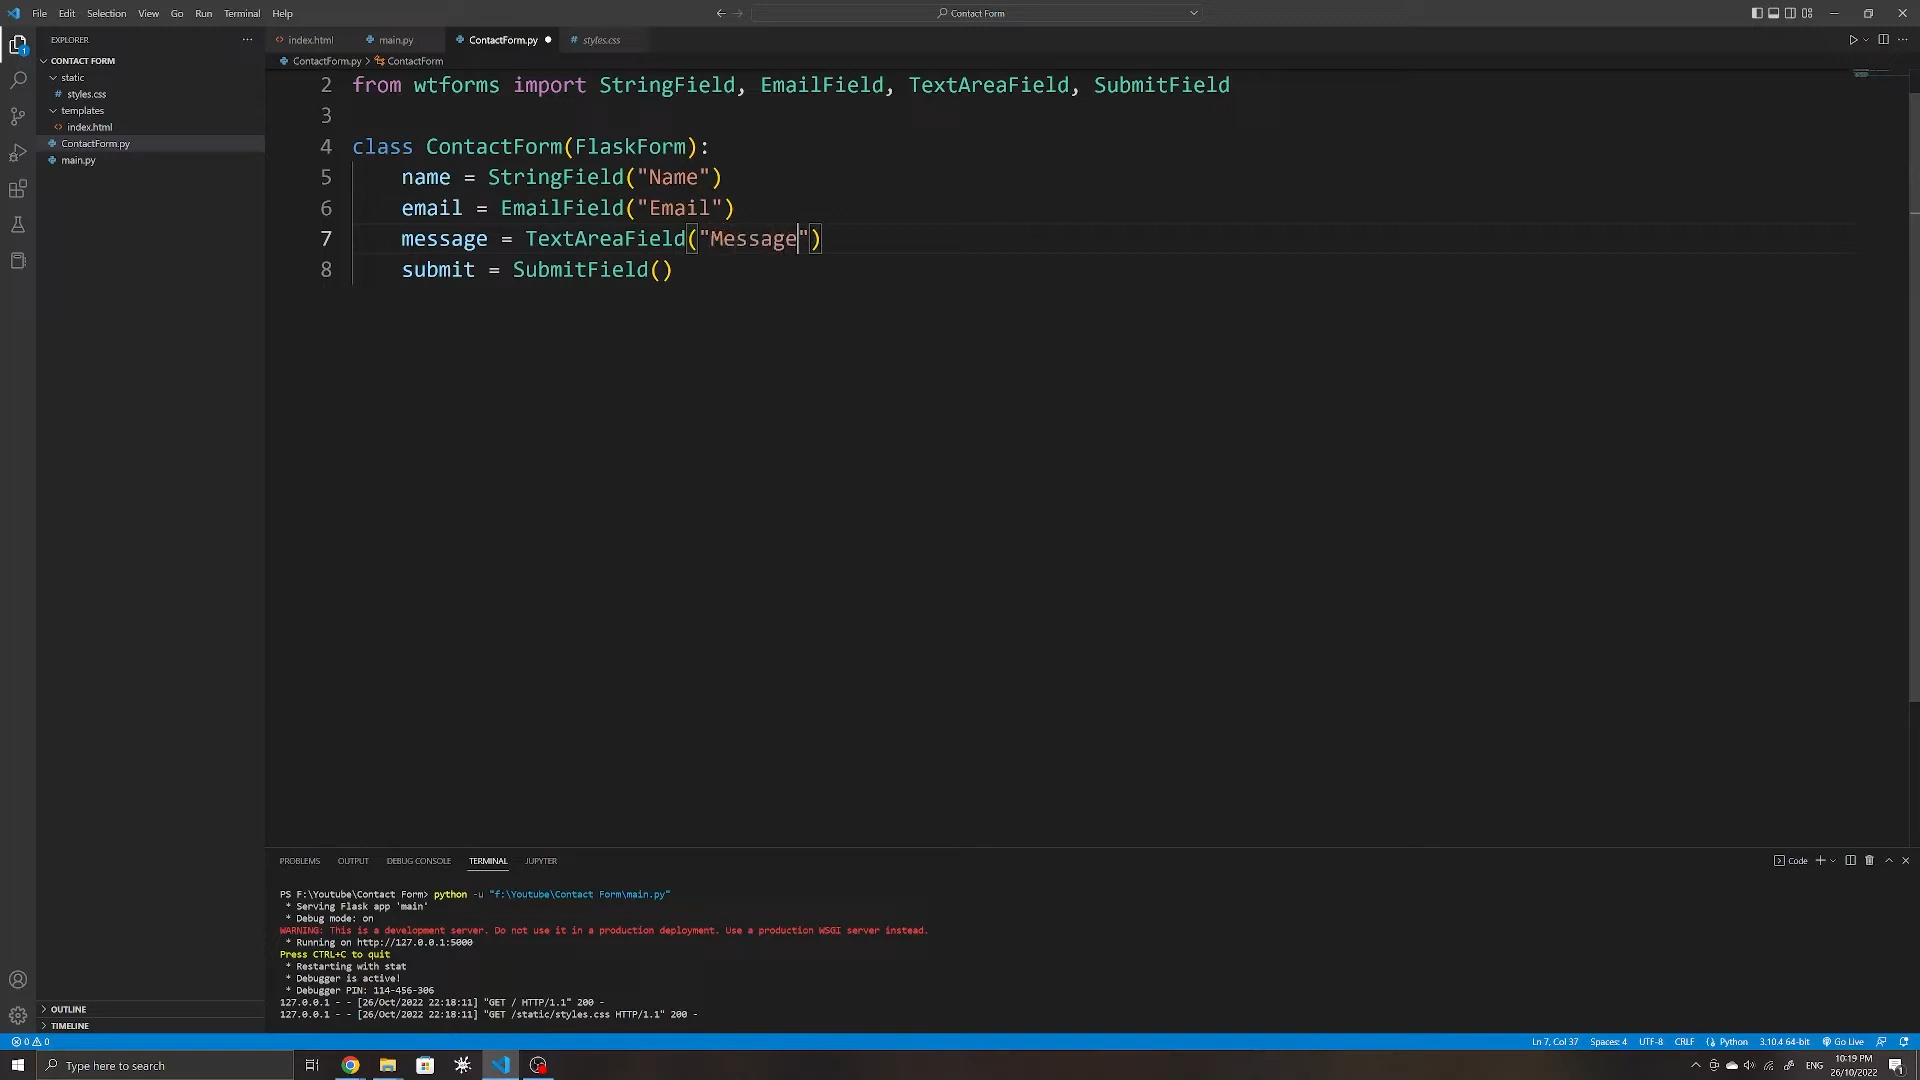 File Edit Selection View Go Run Terminal Help
Contact Form
EXPLORER
CONTACT FORM
static
# styles.css
templates
<> index.html
ContactForm.py
main.py
OUTLINE
TIMELINE
<> index.html
main.py
ContactForm.py
# styles.css
ContactForm.py > ContactForm
2 from wtforms import StringField, EmailField, TextAreaField, SubmitField
3
4 class ContactForm(FlaskForm):
5 name = StringField("Name")
6 email = EmailField("Email")
7 message = TextAreaField("Message")
8 submit = SubmitField()
PROBLEMS OUTPUT DEBUG CONSOLE TERMINAL JUPYTER
Code
PS F:\Youtube\Contact Form> python -u "f:\Youtube\Contact Form\main.py"
* Serving Flask app 'main'
* Debug mode: on
WARNING: This is a development server. Do not use it in a production deployment. Use a production WSGI server instead.
* Running on http://127.0.0.1:5000
Press CTRL+C to quit
* Restarting with stat
* Debugger is active!
* Debugger PIN: 114-456-306
127.0.0.1 - - [26/Oct/2022 22:18:11] "GET / HTTP/1.1" 200 -
127.0.0.1 - - [26/Oct/2022 22:18:11] "GET /static/styles.css HTTP/1.1" 200 -
0 0
Ln 7, Col 37 Spaces: 4 UTF-8 CRLF Python 3.10.4 64-bit Go Live
Type here to search
ENG
10:19 PM
26/10/2022